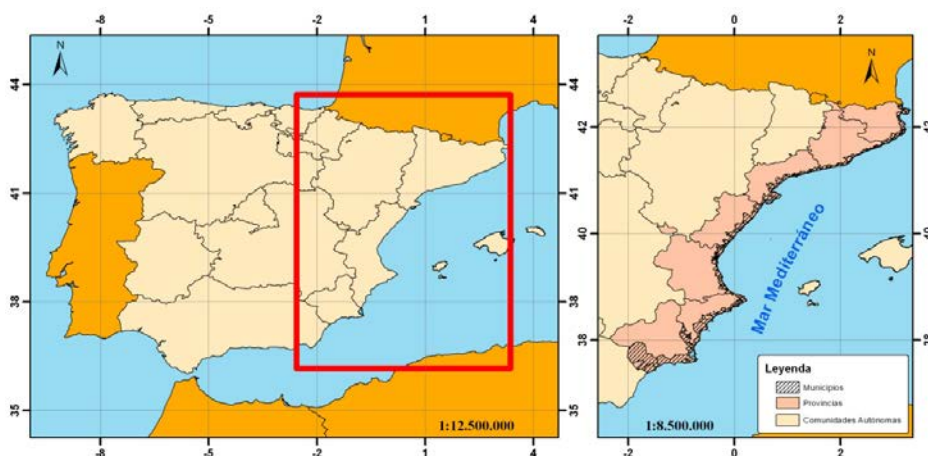 -8 -5 -2 1 4
N
44 44
41 41
38 38
35 35
1:12.500.000
-8 -5 -2 1 4
-2 0 2
N
42 42
40 40
Mar Mediterráneo
38 38
Leyenda
Municipios
Provincias
Comunidades Autónomas
1:8.500.000
-2 0 2